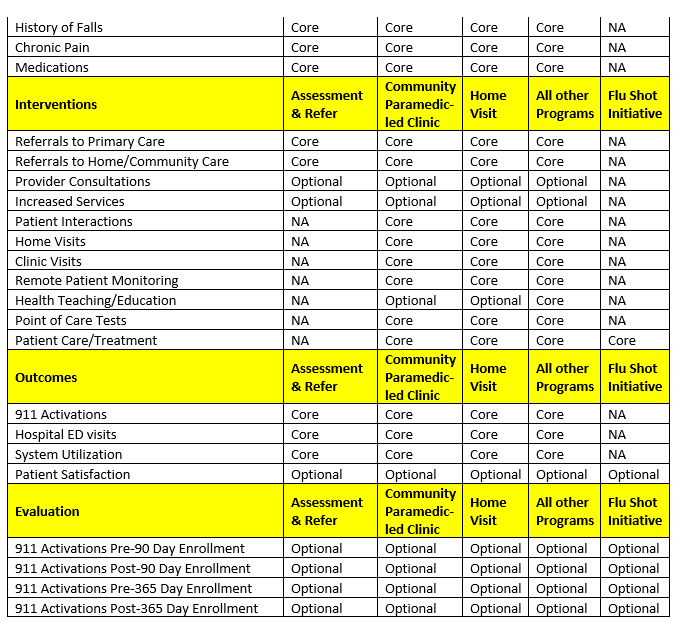 History of Falls Core Core Core Core NA
Chronic Pain Core Core Core Core NA
Medications Core Core Core Core NA
Interventions Assessment & Refer Community Paramedic-led Clinic Home Visit All other Programs Flu Shot Initiative
Referrals to Primary Care Core Core Core Core NA
Referrals to Home/Community Care Core Core Core Core NA
Provider Consultations Optional Optional Optional Optional NA
Increased Services Optional Optional Optional Optional NA
Patient Interactions NA Core Core Core NA
Home Visits NA Core Core Core NA
Clinic Visits NA Core Core Core NA
Remote Patient Monitoring NA Core Core Core NA
Health Teaching/Education NA Optional Optional Core NA
Point of Care Tests NA Core Core Core NA
Patient Care/Treatment NA Core Core Core Core
Outcomes Assessment & Refer Community Paramedic-led Clinic Home Visit All other Programs Flu Shot Initiative
911 Activations Core Core Core Core NA
Hospital ED visits Core Core Core Core NA
System Utilization Core Core Core Core NA
Patient Satisfaction Optional Optional Optional Optional Optional
Evaluation Assessment & Refer Community Paramedic-led Clinic Home Visit All other Programs Flu Shot Initiative
911 Activations Pre-90 Day Enrollment Optional Optional Optional Optional Optional
911 Activations Post-90 Day Enrollment Optional Optional Optional Optional Optional
911 Activations Pre-365 Day Enrollment Optional Optional Optional Optional Optional
911 Activations Post-365 Day Enrollment Optional Optional Optional Optional Optional